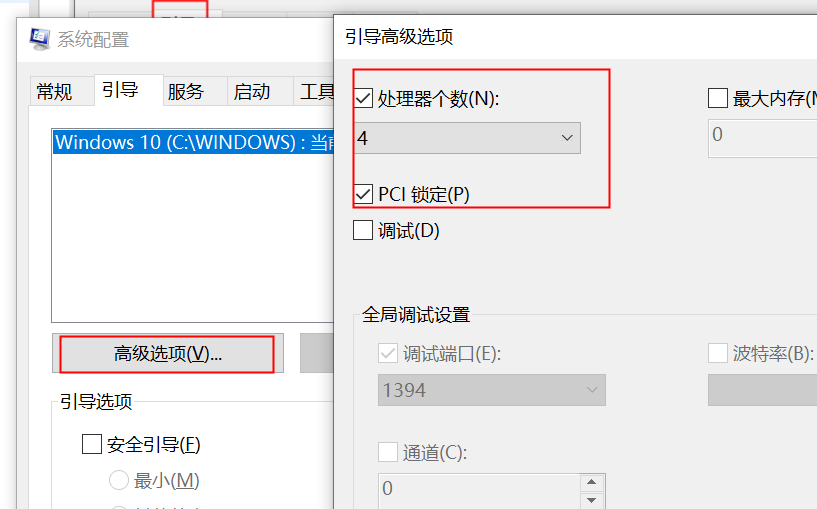 系统配置
常规
引导
服务
启动
工具
Windows 10 (C:\WINDOWS) : 当前
高级选项(V)...
引导选项
安全引导(F)
最小(M)
引导高级选项
处理器个数(N):
最大内存(M
4
0
PCI 锁定(P)
调试(D)
全局调试设置
调试端口(E):
波特率(B):
1394
通道(C):
0